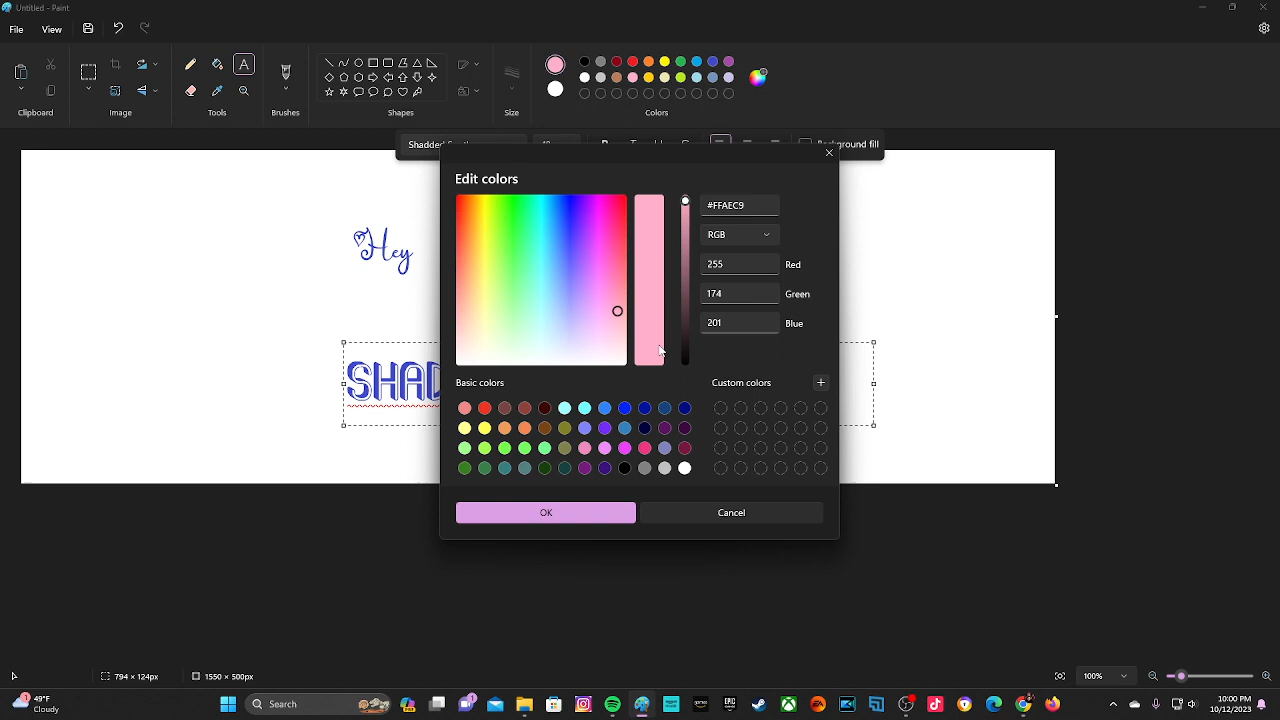 Untitled - Paint
File View
Clipboard Image Tools Brushes Shapes Size Colors
Shadded 48 Background fill
Edit colors
#FFAEC9
RGB
255 Red
174 Green
201 Blue
Hey
SHAD
Basic colors Custom colors
OK Cancel
794 × 124px 1550 × 500px 100%
49°F
Cloudy
Search
10:00 PM
10/12/2023